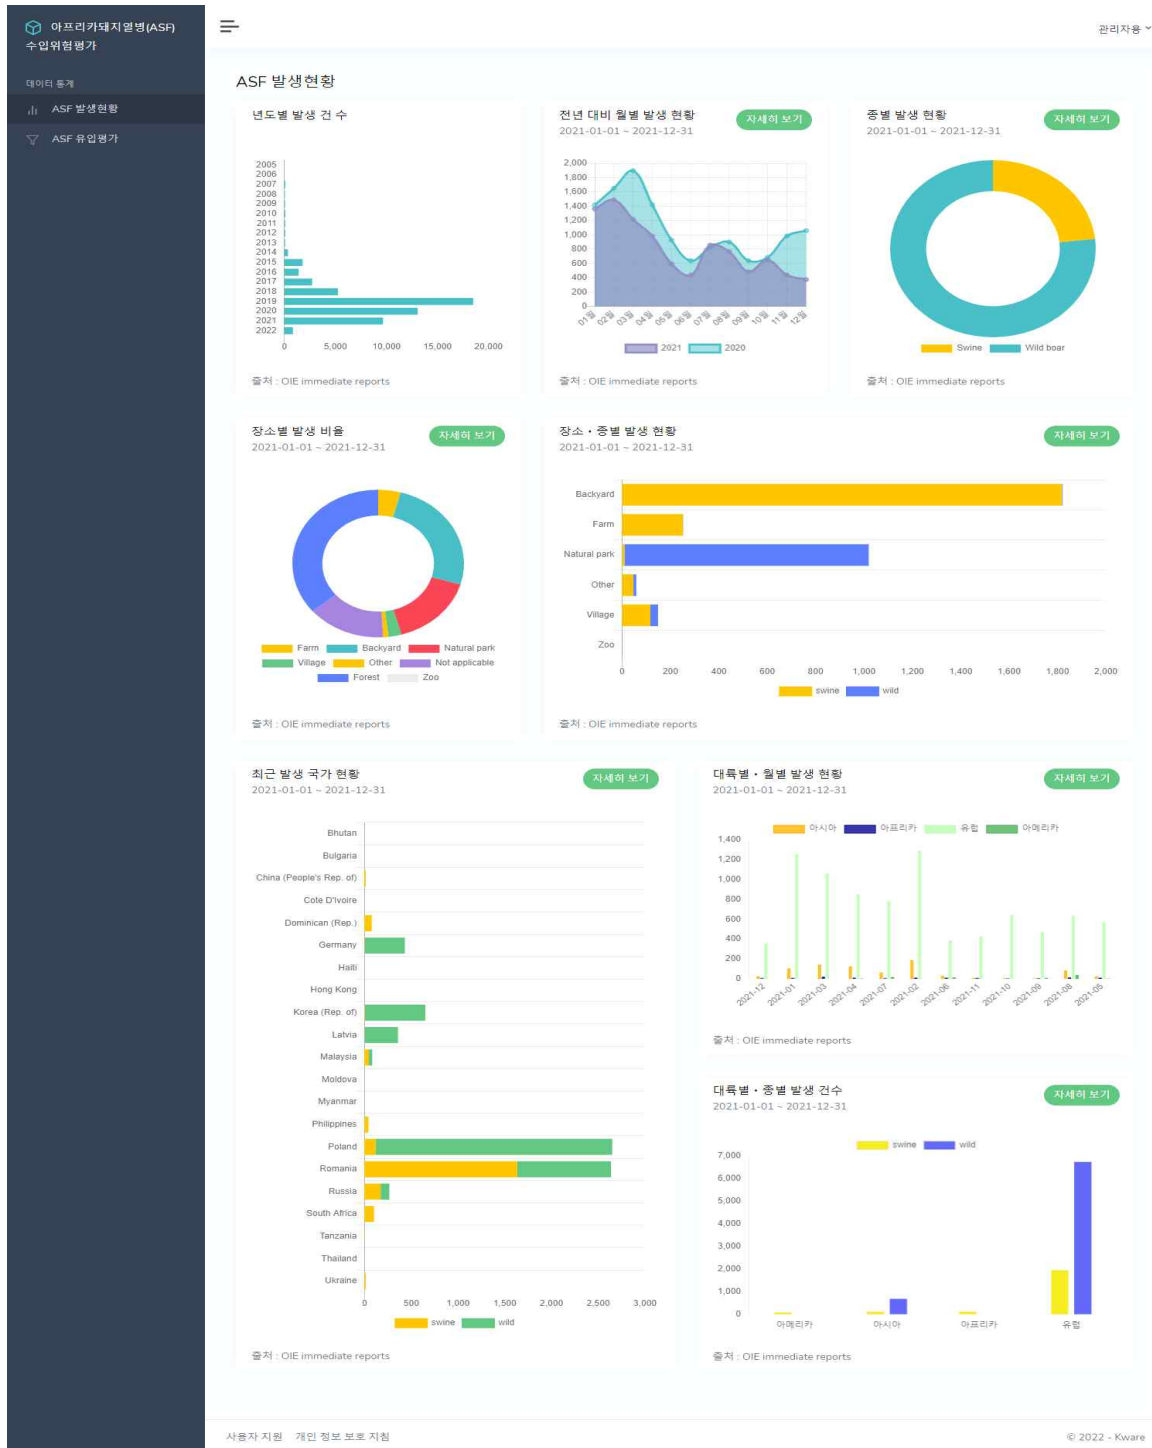 아프리카돼지열병(ASF)
수입위험평가
데이터 통계
ASF 발생현황
ASF 유입평가
관리자용
ASF 발생현황
년도별 발생 건 수
2005
2006
2007
2008
2009
2010
2011
2012
2013
2014
2015
2016
2017
2018
2019
2020
2021
2022
0 5,000 10,000 15,000 20,000
출처 : OIE immediate reports
전년 대비 월별 발생 현황
자세히 보기
2021-01-01 ~ 2021-12-31
2,000
1,800
1,600
1,400
1,200
1,000
800
600
400
200
0
01월 02월 03월 04월 05월 06월 07월 08월 09월 10월 11월 12월
2021 2020
출처 : OIE immediate reports
종별 발생 현황
자세히 보기
2021-01-01 ~ 2021-12-31
Swine Wild boar
출처 : OIE immediate reports
장소별 발생 비율
자세히 보기
2021-01-01 ~ 2021-12-31
Farm Backyard Natural park
Village Other Not applicable
Forest Zoo
출처 : OIE immediate reports
장소・종별 발생 현황
자세히 보기
2021-01-01 ~ 2021-12-31
Backyard
Farm
Natural park
Other
Village
Zoo
0 200 400 600 800 1,000 1,200 1,400 1,600 1,800 2,000
swine wild
출처 : OIE immediate reports
최근 발생 국가 현황
자세히 보기
2021-01-01 ~ 2021-12-31
Bhutan
Bulgaria
China (People's Rep. of)
Cote D'Ivoire
Dominican (Rep.)
Germany
Haiti
Hong Kong
Korea (Rep. of)
Latvia
Malaysia
Moldova
Myanmar
Philippines
Poland
Romania
Russia
South Africa
Tanzania
Thailand
Ukraine
0 500 1,000 1,500 2,000 2,500 3,000
swine wild
출처 : OIE immediate reports
대륙별・월별 발생 현황
자세히 보기
2021-01-01 ~ 2021-12-31
아시아 아프리카 유럽 아메리카
1,400
1,200
1,000
800
600
400
200
0
2021-12 2021-01 2021-03 2021-04 2021-07 2021-02 2021-06 2021-11 2021-10 2021-09 2021-08 2021-05
출처 : OIE immediate reports
대륙별・종별 발생 건수
자세히 보기
2021-01-01 ~ 2021-12-31
swine wild
7,000
6,000
5,000
4,000
3,000
2,000
1,000
0
아메리카 아시아 아프리카 유럽
출처 : OIE immediate reports
사용자 지원 개인 정보 보호 지침
© 2022 - Kware